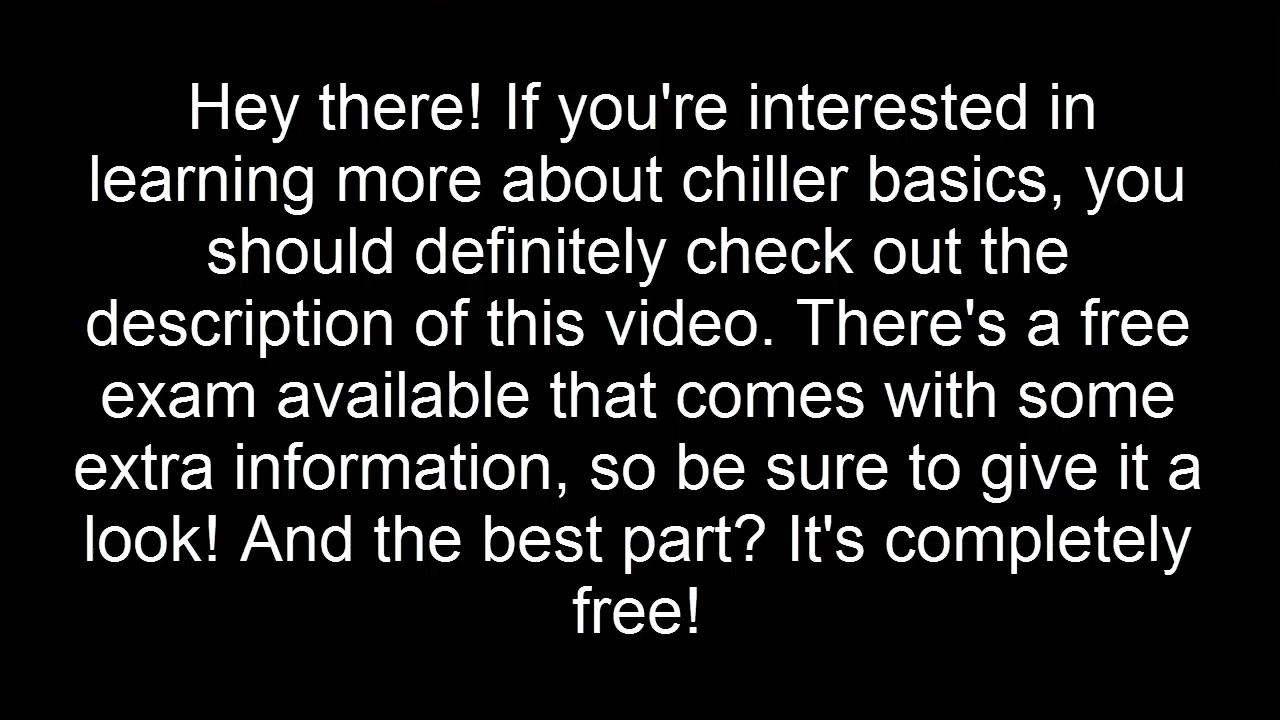 Hey there! If you're interested in
learning more about chiller basics, you
should definitely check out the
description of this video. There's a free
exam available that comes with some
extra information, so be sure to give it a
look! And the best part? It's completely
free!